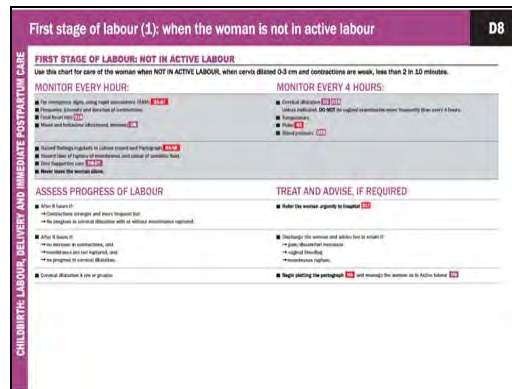 First stage of labour (1): when the woman is not in active labour
D8
CHILDBIRTH: LABOUR, DELIVERY AND IMMEDIATE POSTPARTUM CARE
FIRST STAGE OF LABOUR: NOT IN ACTIVE LABOUR
Use this chart for care of the woman when NOT IN ACTIVE LABOUR, when cervix dilated 0-3 cm and contractions are weak, less than 2 in 10 minutes.
MONITOR EVERY HOUR:
For emergency signs, using rapid assessment (RAM)
Frequency, intensity and duration of contractions.
Fetal heart rate
Mood and behaviour (distressed, anxious)
MONITOR EVERY 4 HOURS:
Cervical dilatation
Unless indicated, DO NOT do vaginal examination more frequently than every 4 hours.
Temperature.
Pulse
Blood pressure
Record findings regularly in Labour record and Partograph
Record time of rupture of membranes and colour of amniotic fluid.
Give Supportive care
Never leave the woman alone.
ASSESS PROGRESS OF LABOUR
TREAT AND ADVISE, IF REQUIRED
After 8 hours if:
→ Contractions stronger and more frequent but
→ No progress in cervical dilatation with or without membranes ruptured.
Refer the woman urgently to hospital
After 8 hours if:
→ no increase in contractions, and
→ membranes are not ruptured, and
→ no progress in cervical dilatation.
Discharge the woman and advise her to return if:
→ pain/discomfort increases
→ vaginal bleeding
→ membranes rupture.
Cervical dilatation 4 cm or greater.
Begin plotting the partograph and manage the woman as in Active labour